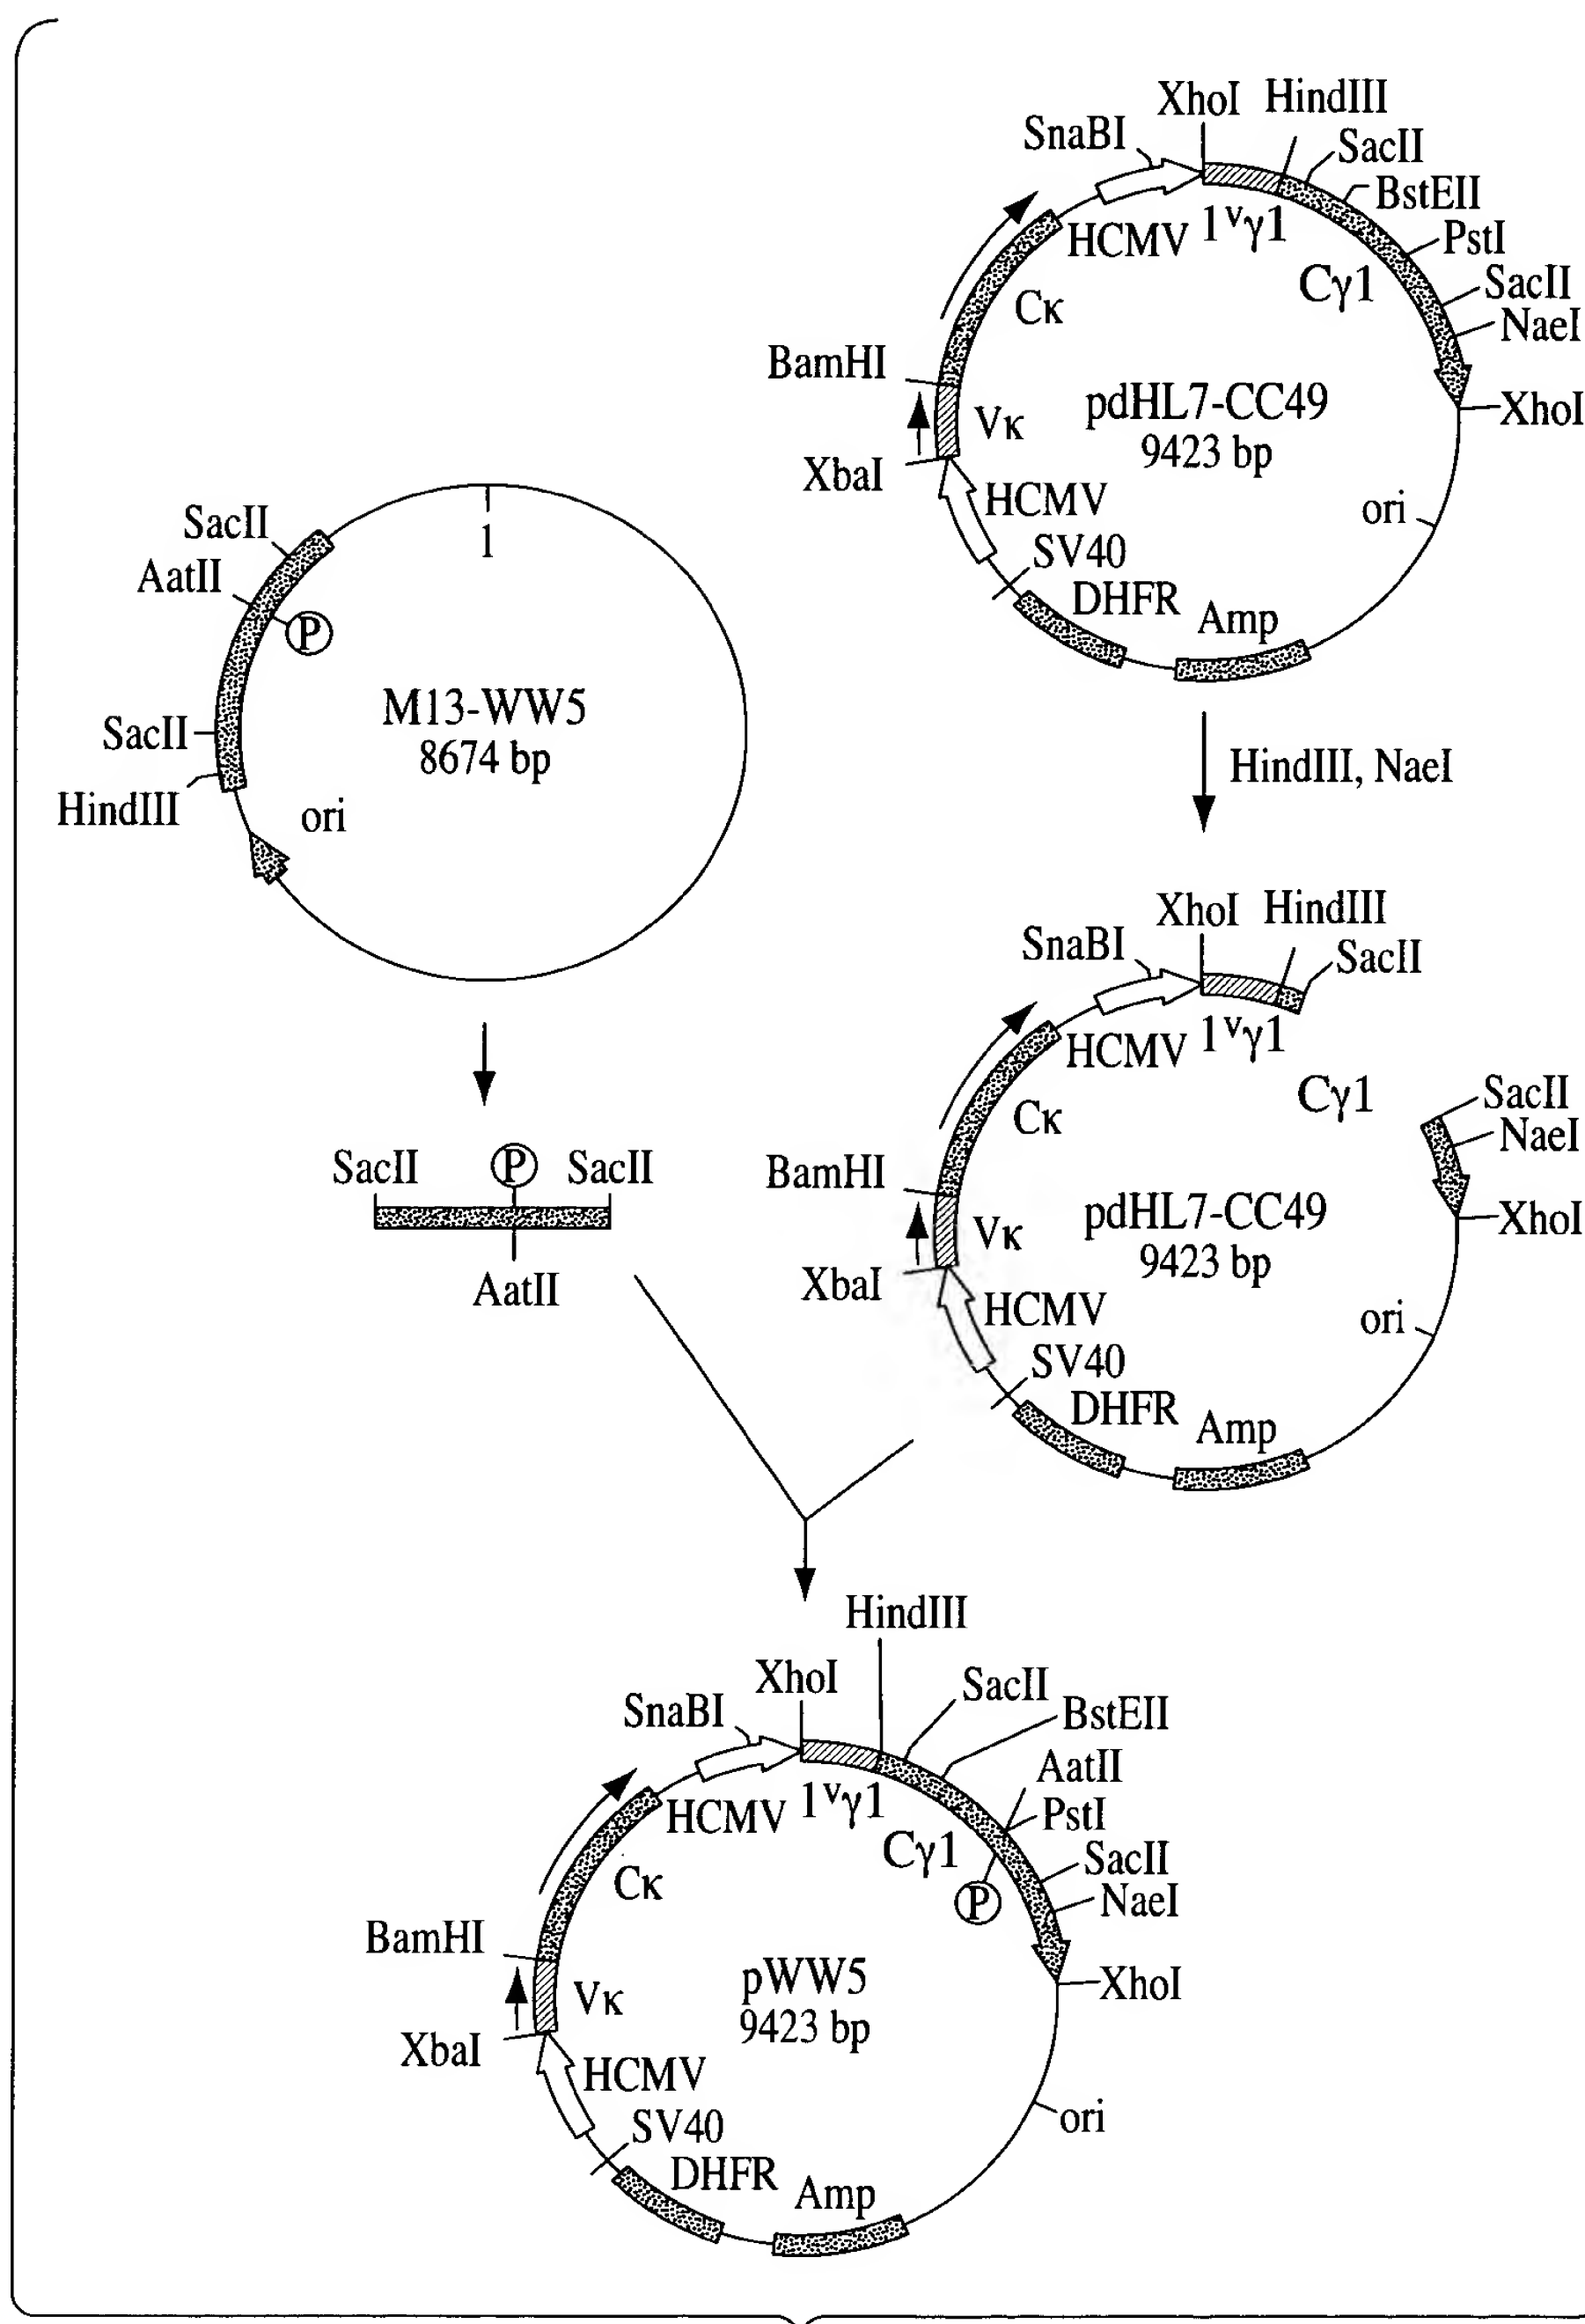 XhoI HindIII
SnaBI
SacII
BstEII
PstI
SacII
NaeI
XhoI
HCMV
1ᵛγ1
Cγ1
Cκ
BamHI
Vκ
XbaI
pdHL7-CC49
9423 bp
HCMV
SV40
DHFR
Amp
ori
SacII
AatII
P
1
SacII
HindIII
M13-WW5
8674 bp
ori
HindIII, NaeI
XhoI HindIII
SnaBI
SacII
HCMV
1ᵛγ1
Cγ1
SacII
NaeI
XhoI
Cκ
BamHI
Vκ
XbaI
pdHL7-CC49
9423 bp
HCMV
SV40
DHFR
Amp
ori
SacII P SacII
AatII
HindIII
XhoI
SnaBI
SacII
BstEII
AatII
PstI
SacII
NaeI
XhoI
HCMV
1ᵛγ1
Cγ1
P
Cκ
BamHI
Vκ
XbaI
pWW5
9423 bp
HCMV
SV40
DHFR
Amp
ori